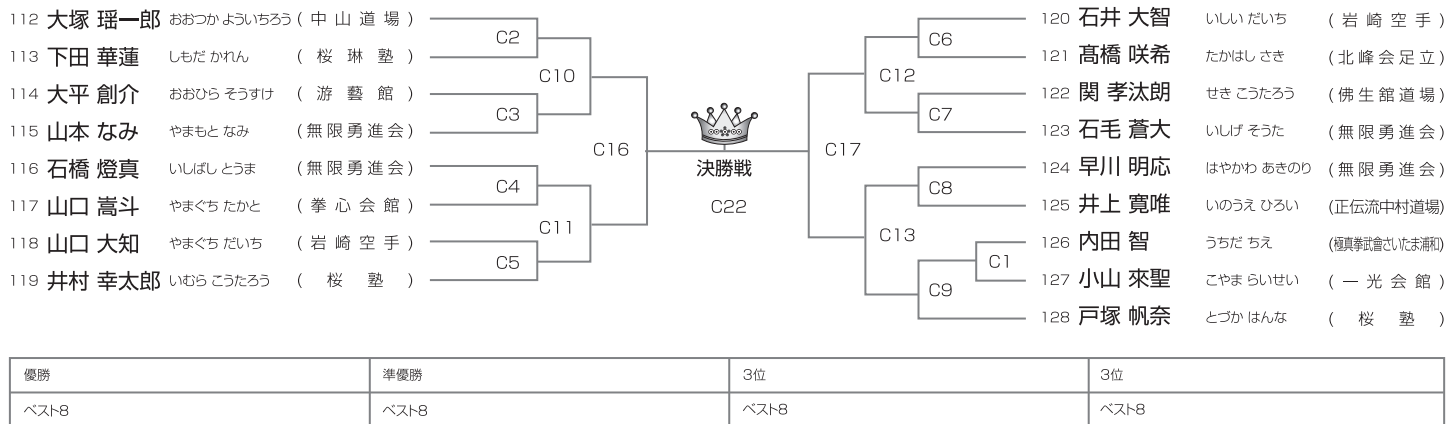 112 大塚 瑶一郎 おおつか よういちろう (中山道場)
113 下田 華蓮 しもだ かれん (桜琳塾)
114 大平 創介 おおひら そうすけ (游藝館)
115 山本 なみ やまもと なみ (無限勇進会)
116 石橋 燈真 いしばし とうま (無限勇進会)
117 山口 嵩斗 やまぐち たかと (拳心会館)
118 山口 大知 やまぐち だいち (岩崎空手)
119 井村 幸太郎 いむら こうたろう (桜塾)
C2
C3
C4
C5
C10
C11
C16
決勝戦
C22
C17
C12
C13
C6
C7
C8
C1
C9
120 石井 大智 いしい だいち (岩崎空手)
121 髙橋 咲希 たかはし さき (北峰会足立)
122 関 孝汰朗 せき こうたろう (佛生舘道場)
123 石毛 蒼大 いしげ そうた (無限勇進会)
124 早川 明応 はやかわ あきのり (無限勇進会)
125 井上 寛唯 いのうえ ひろい (正伝流中村道場)
126 内田 智 うちだ ちえ (極真拳武會さいたま浦和)
127 小山 來聖 こやま らいせい (一光会館)
128 戸塚 帆奈 とづか はんな (桜塾)
優勝 準優勝 3位 3位
ベスト8 ベスト8 ベスト8 ベスト8